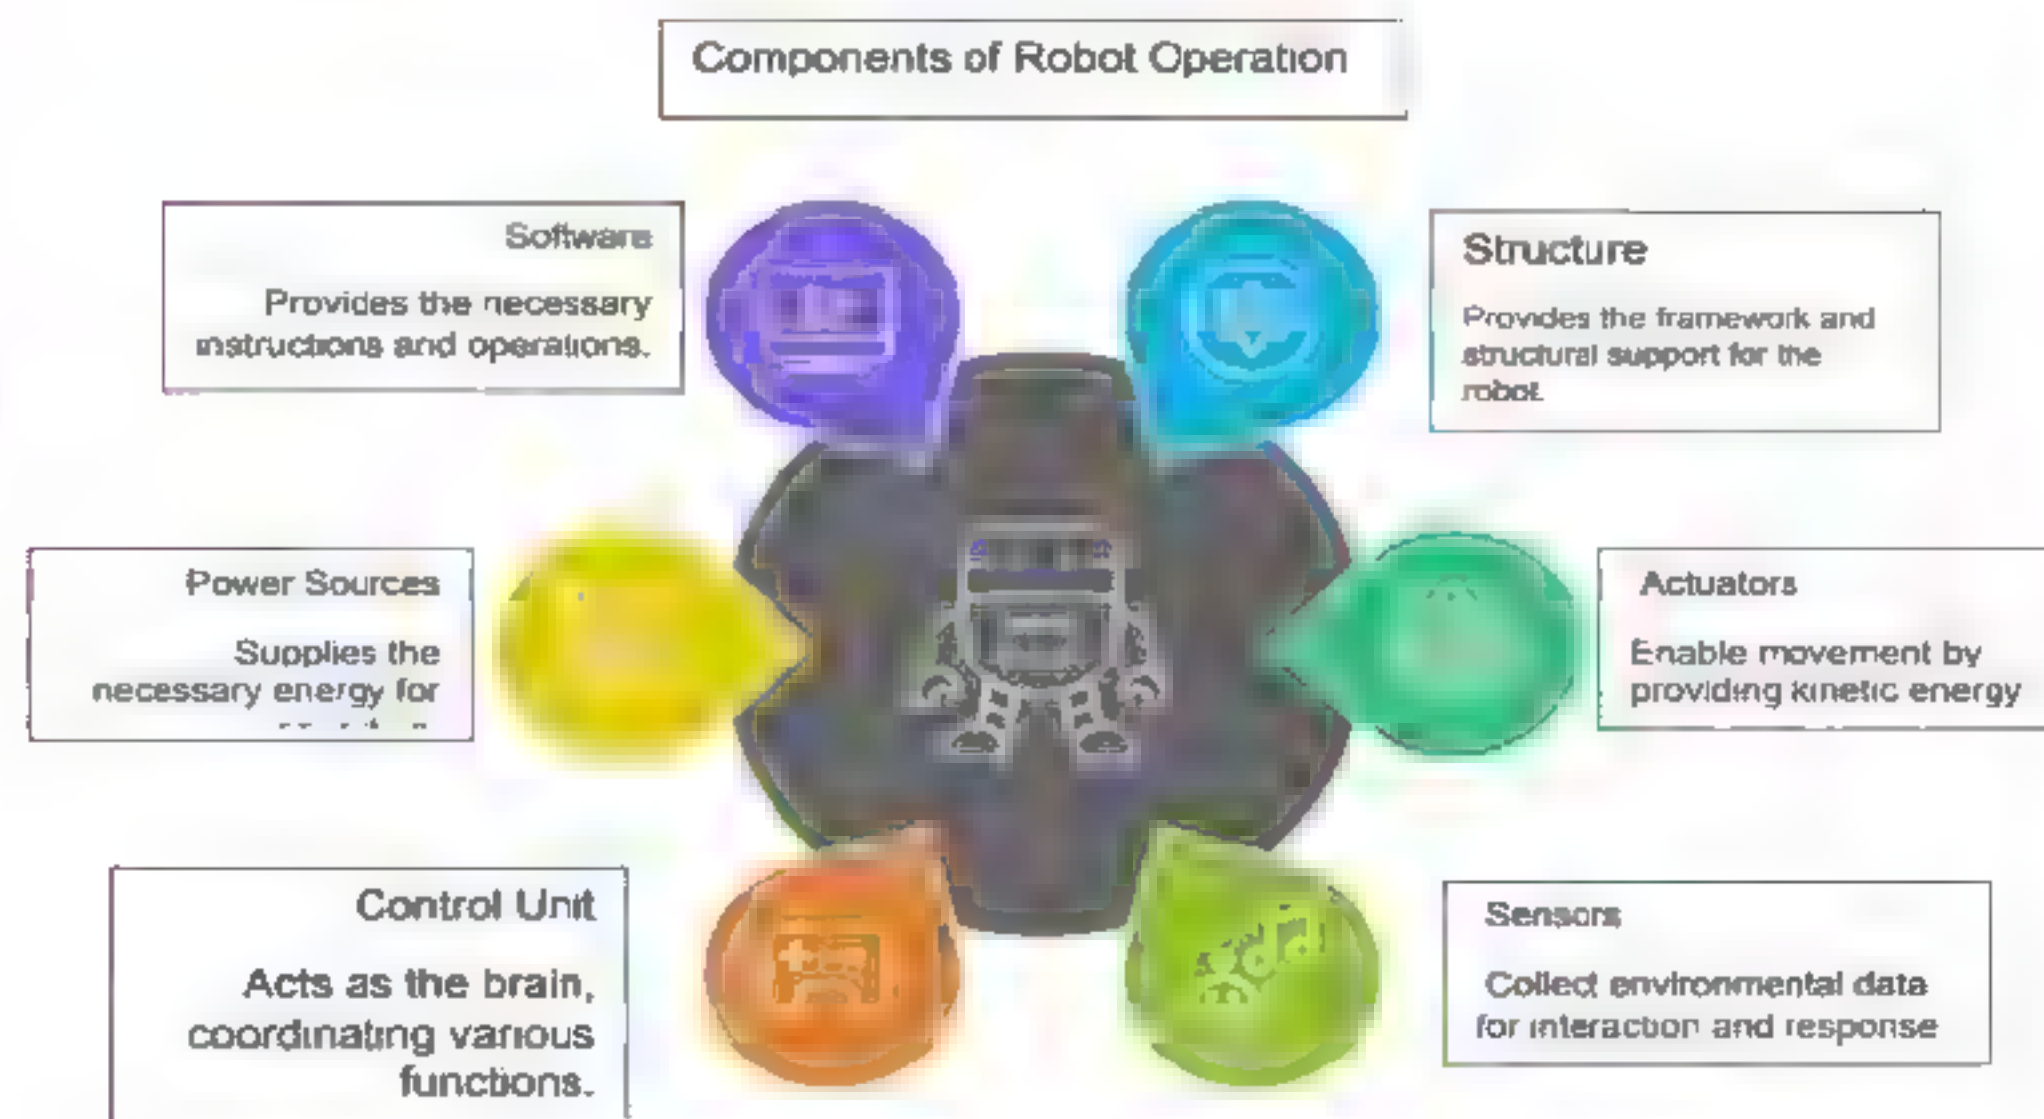 Components of Robot Operation
Software
Provides the necessary
instructions and operations.
Structure
Provides the framework and
structural support for the
robot.
Power Sources
Supplies the
necessary energy for
Actuators
Enable movement by
providing kinetic energy
Control Unit
Acts as the brain,
coordinating various
functions.
Sensors
Collect environmental data
for interaction and response